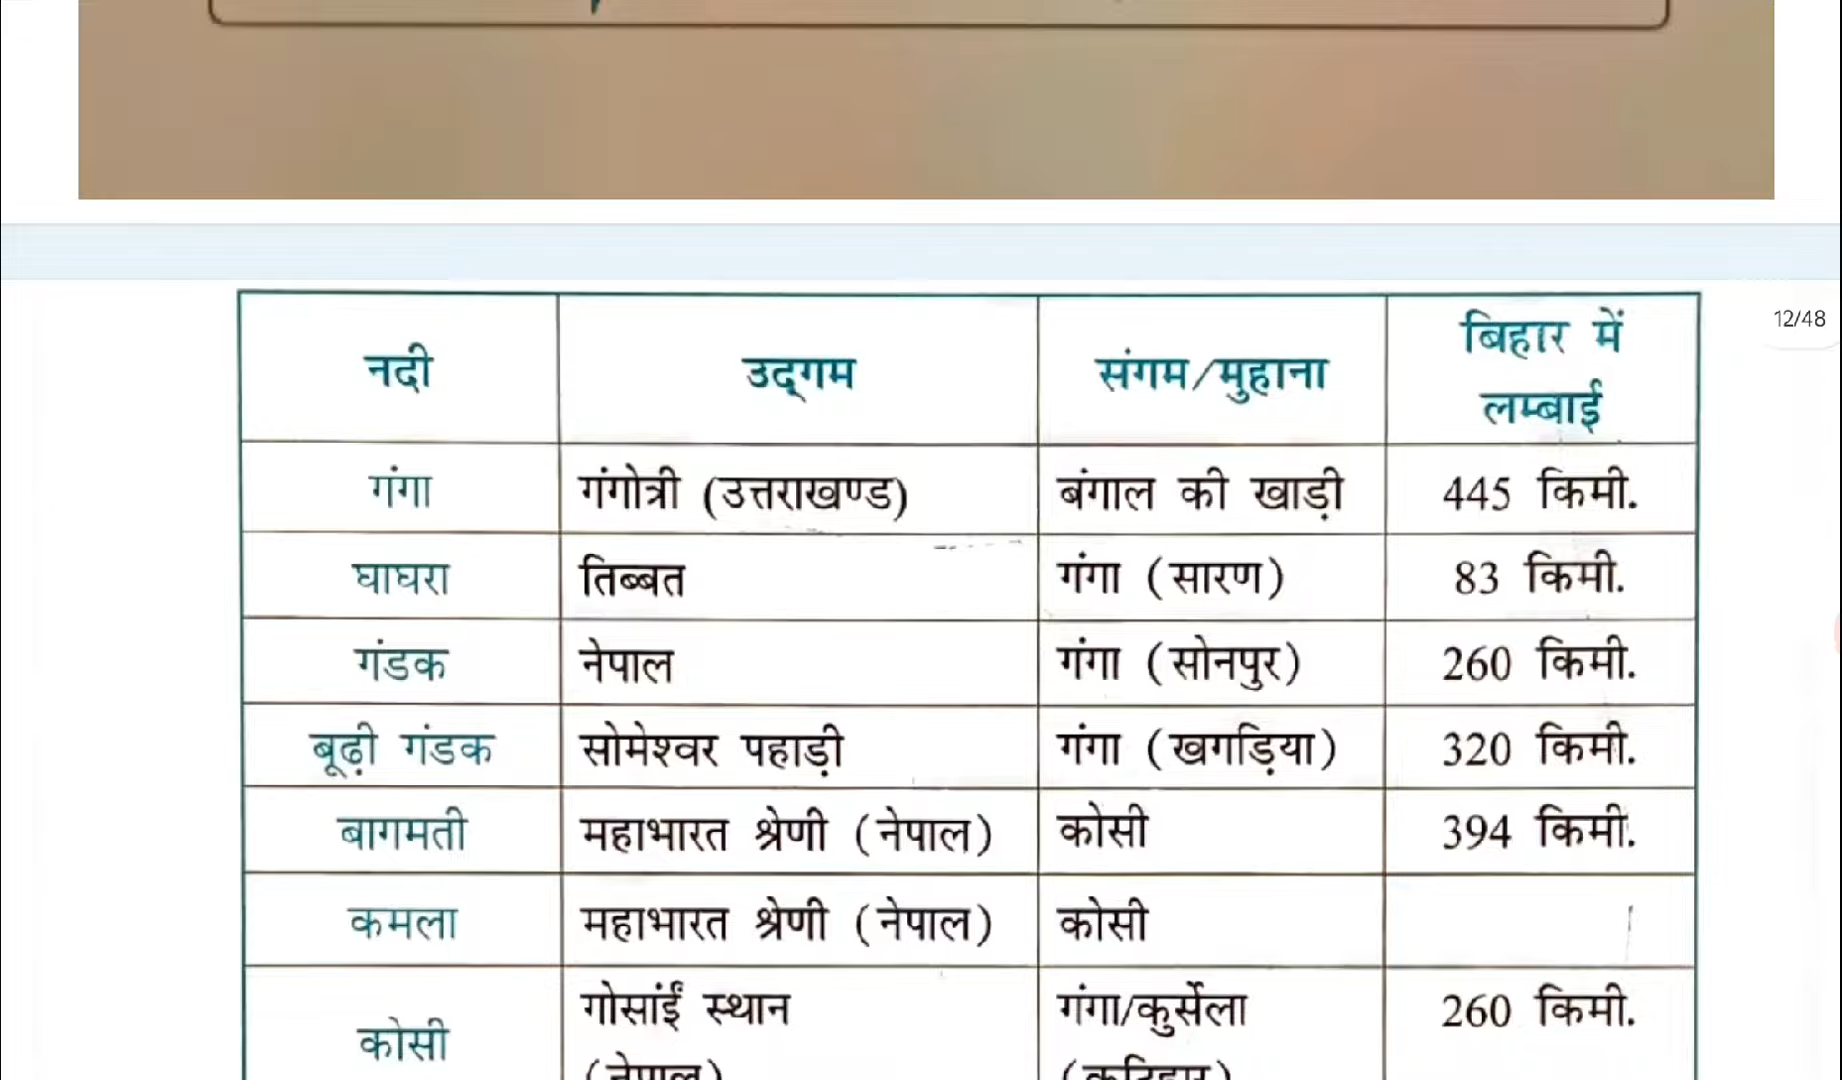 12/48
नदी उद्गम संगम/मुहाना बिहार में लम्बाई
गंगा गंगोत्री (उत्तराखण्ड) बंगाल की खाड़ी 445 किमी.
घाघरा तिब्बत गंगा (सारण) 83 किमी.
गंडक नेपाल गंगा (सोनपुर) 260 किमी.
बूढ़ी गंडक सोमेश्वर पहाड़ी गंगा (खगड़िया) 320 किमी.
बागमती महाभारत श्रेणी (नेपाल) कोसी 394 किमी.
कमला महाभारत श्रेणी (नेपाल) कोसी
कोसी गोसांईं स्थान गंगा/कुर्सेला 260 किमी.
(नेपाल) (कटिहार)